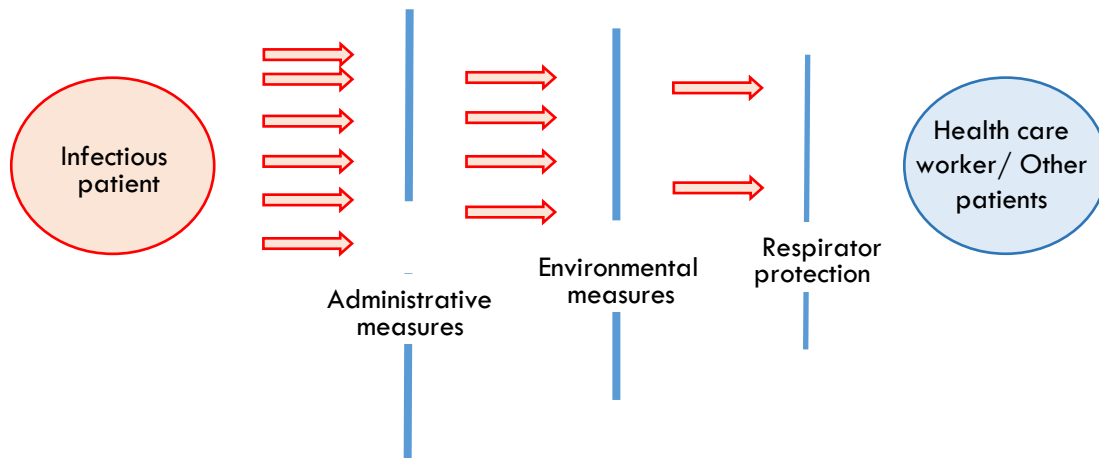 Infectious
patient
Administrative
measures
Environmental
measures
Respirator
protection
Health care
worker/ Other
patients